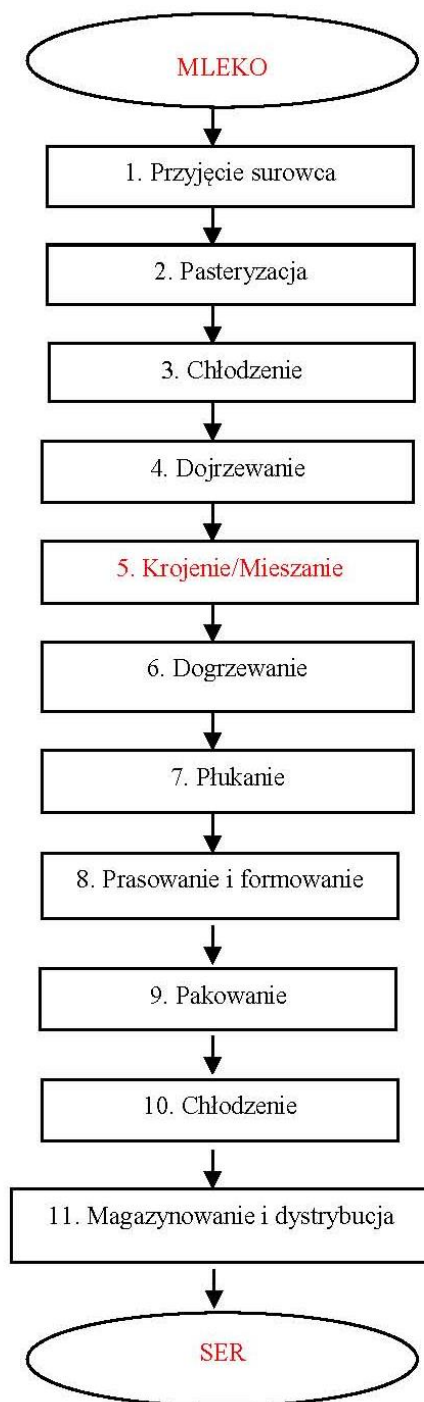 MLEKO
1. Przyjęcie surowca
2. Pasteryzacja
3. Chłodzenie
4. Dojrzewanie
5. Krojenie/Mieszanie
6. Dogrzewanie
7. Płukanie
8. Prasowanie i formowanie
9. Pakowanie
10. Chłodzenie
11. Magazynowanie i dystrybucja
SER